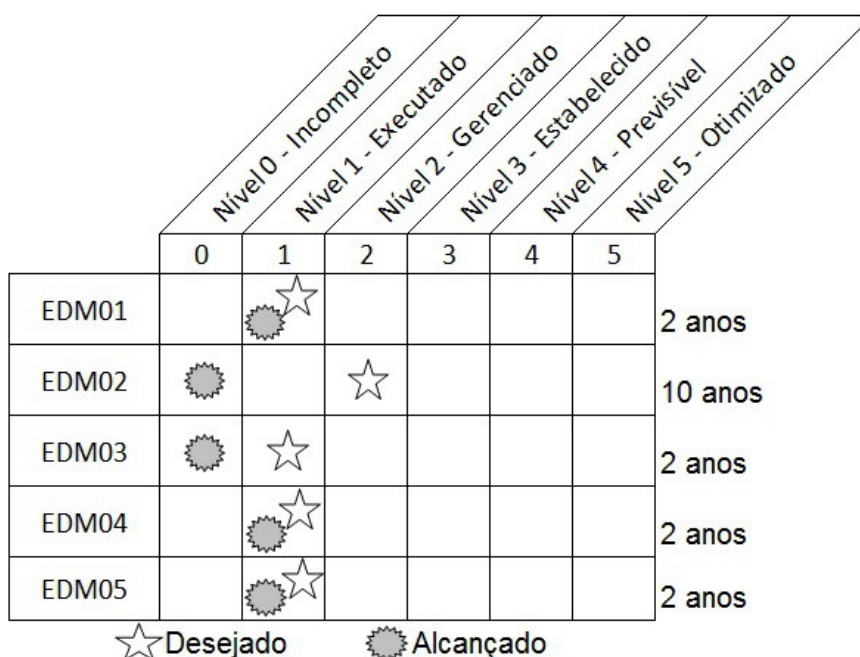 Nível 0 - Incompleto
Nível 1 - Executado
Nível 2 - Gerenciado
Nível 3 - Estabelecido
Nível 4 - Previsível
Nível 5 - Otimizado
0 1 2 3 4 5
EDM01 2 anos
EDM02 10 anos
EDM03 2 anos
EDM04 2 anos
EDM05 2 anos
Desejado Alcançado